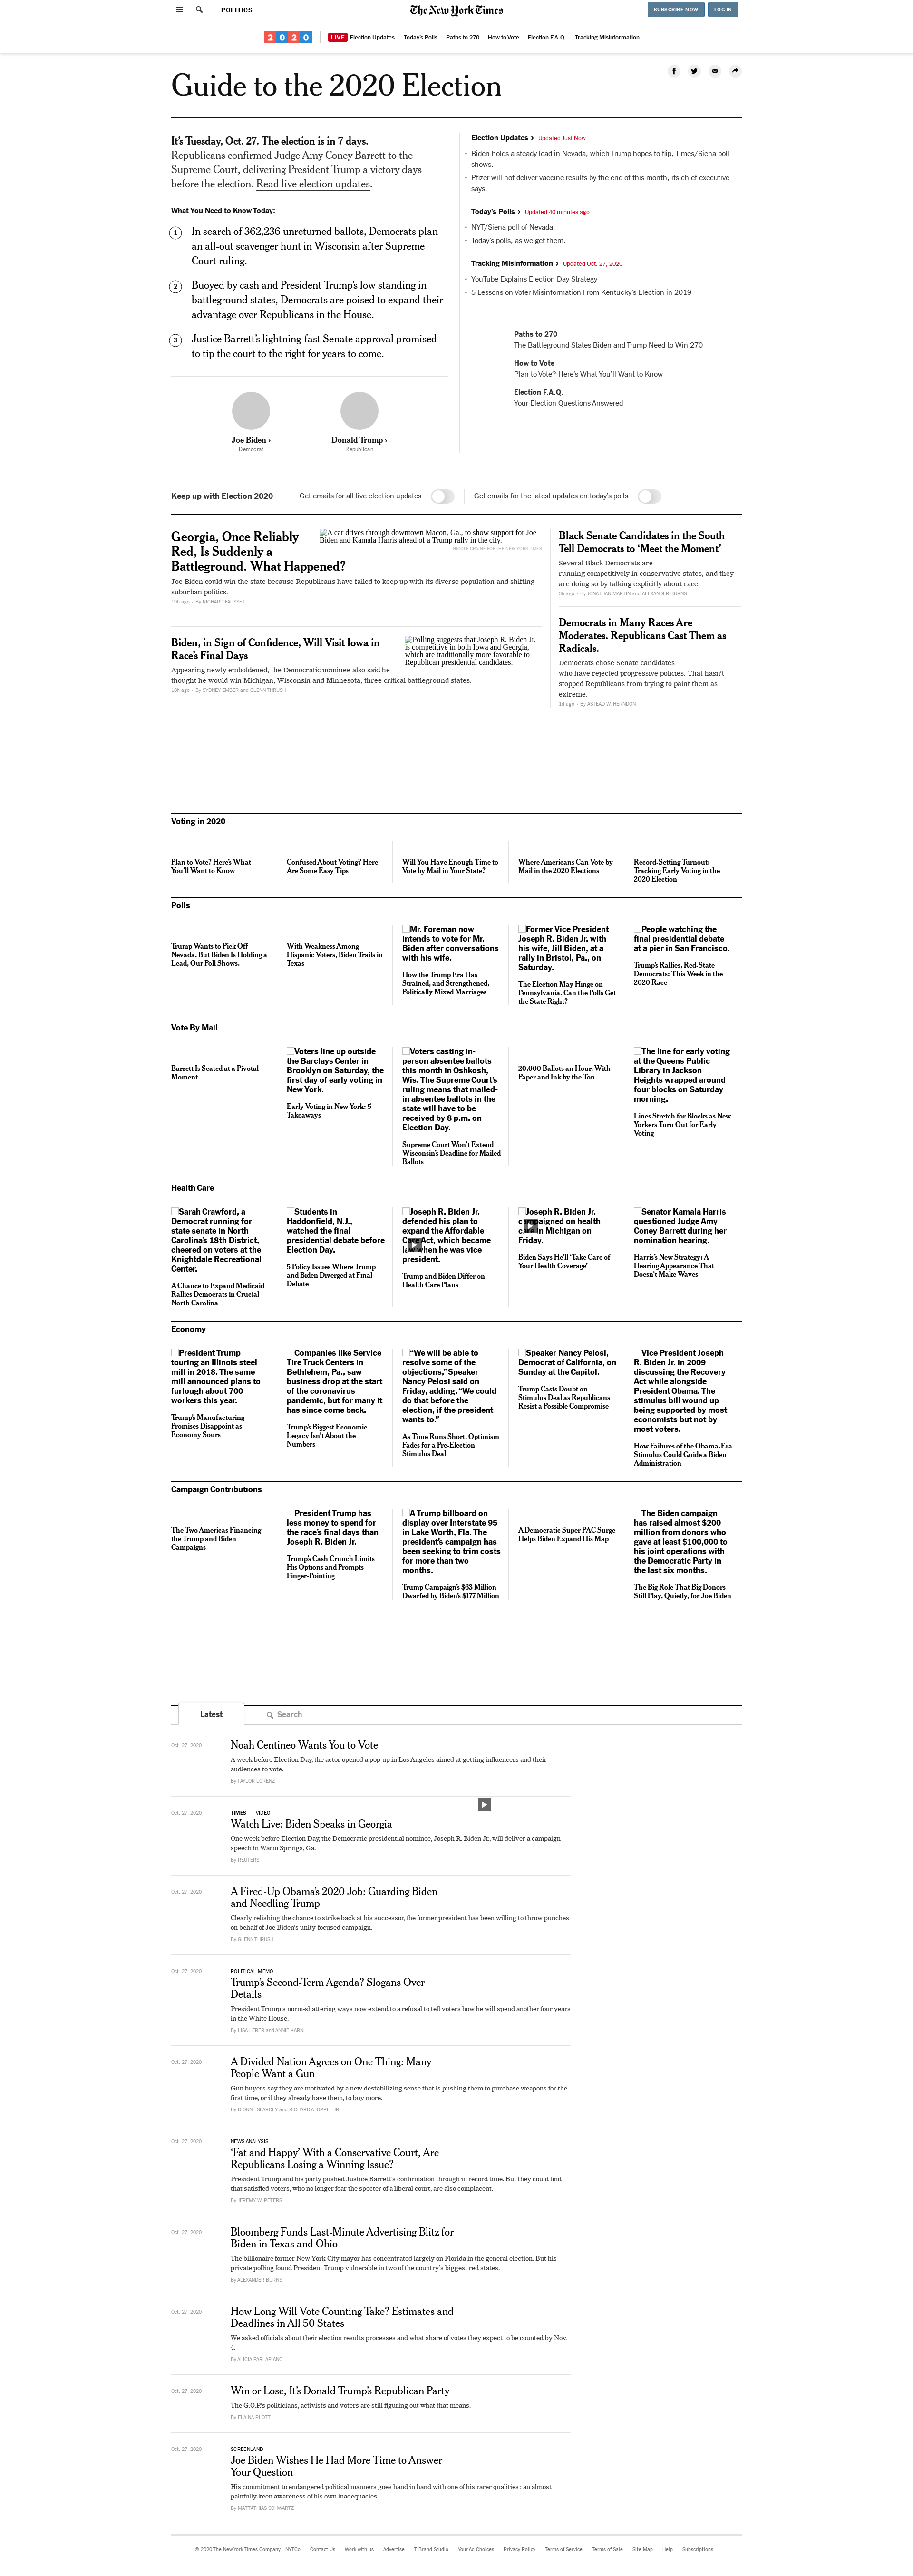 POLITICS
The New York Times
SUBSCRIBE NOW
LOG IN
2020
LIVE Election Updates
Today's Polls
Paths to 270
How to Vote
Election F.A.Q.
Tracking Misinformation
Guide to the 2020 Election
It's Tuesday, Oct. 27. The election is in 7 days.
Republicans confirmed Judge Amy Coney Barrett to the
Supreme Court, delivering President Trump a victory days
before the election. Read live election updates.
What You Need to Know Today:
1
In search of 362,236 unreturned ballots, Democrats plan
an all-out scavenger hunt in Wisconsin after Supreme
Court ruling.
2
Buoyed by cash and President Trump's low standing in
battleground states, Democrats are poised to expand their
advantage over Republicans in the House.
3
Justice Barrett's lightning-fast Senate approval promised
to tip the court to the right for years to come.
Joe Biden ›
Democrat
Donald Trump ›
Republican
Election Updates › Updated Just Now
• Biden holds a steady lead in Nevada, which Trump hopes to flip, Times/Siena poll
shows.
• Pfizer will not deliver vaccine results by the end of this month, its chief executive
says.
Today's Polls › Updated 40 minutes ago
• NYT/Siena poll of Nevada.
• Today's polls, as we get them.
Tracking Misinformation › Updated Oct. 27, 2020
• YouTube Explains Election Day Strategy
• 5 Lessons on Voter Misinformation From Kentucky's Election in 2019
Paths to 270
The Battleground States Biden and Trump Need to Win 270
How to Vote
Plan to Vote? Here's What You'll Want to Know
Election F.A.Q.
Your Election Questions Answered
Keep up with Election 2020
Get emails for all live election updates
Get emails for the latest updates on today's polls
Georgia, Once Reliably
Red, Is Suddenly a
Battleground. What Happened?
A car drives through downtown Macon, Ga., to show support for Joe
Biden and Kamala Harris ahead of a Trump rally in the city.
NICOLE CRAINE FOR THE NEW YORK TIMES
Joe Biden could win the state because Republicans have failed to keep up with its diverse population and shifting
suburban politics.
19h ago • By RICHARD FAUSSET
Biden, in Sign of Confidence, Will Visit Iowa in
Race's Final Days
Polling suggests that Joseph R. Biden Jr.
is competitive in both Iowa and Georgia,
which are traditionally more favorable to
Republican presidential candidates.
Appearing newly emboldened, the Democratic nominee also said he
thought he would win Michigan, Wisconsin and Minnesota, three critical battleground states.
18h ago • By SYDNEY EMBER and GLENN THRUSH
Black Senate Candidates in the South
Tell Democrats to 'Meet the Moment'
Several Black Democrats are
running competitively in conservative states, and they
are doing so by talking explicitly about race.
3h ago • By JONATHAN MARTIN and ALEXANDER BURNS
Democrats in Many Races Are
Moderates. Republicans Cast Them as
Radicals.
Democrats chose Senate candidates
who have rejected progressive policies. That hasn't
stopped Republicans from trying to paint them as
extreme.
1d ago • By ASTEAD W. HERNDON
Voting in 2020
Plan to Vote? Here's What
You'll Want to Know
Confused About Voting? Here
Are Some Easy Tips
Will You Have Enough Time to
Vote by Mail in Your State?
Where Americans Can Vote by
Mail in the 2020 Elections
Record-Setting Turnout:
Tracking Early Voting in the
2020 Election
Polls
Trump Wants to Pick Off
Nevada. But Biden Is Holding a
Lead, Our Poll Shows.
With Weakness Among
Hispanic Voters, Biden Trails in
Texas
Mr. Foreman now
intends to vote for Mr.
Biden after conversations
with his wife.
How the Trump Era Has
Strained, and Strengthened,
Politically Mixed Marriages
Former Vice President
Joseph R. Biden Jr. with
his wife, Jill Biden, at a
rally in Bristol, Pa., on
Saturday.
The Election May Hinge on
Pennsylvania. Can the Polls Get
the State Right?
People watching the
final presidential debate
at a pier in San Francisco.
Trump's Rallies, Red-State
Democrats: This Week in the
2020 Race
Vote By Mail
Barrett Is Seated at a Pivotal
Moment
Voters line up outside
the Barclays Center in
Brooklyn on Saturday, the
first day of early voting in
New York.
Early Voting in New York: 5
Takeaways
Voters casting in-
person absentee ballots
this month in Oshkosh,
Wis. The Supreme Court's
ruling means that mailed-
in absentee ballots in the
state will have to be
received by 8 p.m. on
Election Day.
Supreme Court Won't Extend
Wisconsin's Deadline for Mailed
Ballots
20,000 Ballots an Hour, With
Paper and Ink by the Ton
The line for early voting
at the Queens Public
Library in Jackson
Heights wrapped around
four blocks on Saturday
morning.
Lines Stretch for Blocks as New
Yorkers Turn Out for Early
Voting
Health Care
Sarah Crawford, a
Democrat running for
state senate in North
Carolina's 18th District,
cheered on voters at the
Knightdale Recreational
Center.
A Chance to Expand Medicaid
Rallies Democrats in Crucial
North Carolina
Students in
Haddonfield, N.J.,
watched the final
presidential debate before
Election Day.
5 Policy Issues Where Trump
and Biden Diverged at Final
Debate
Joseph R. Biden Jr.
defended his plan to
expand the Affordable
Act, which became
when he was vice
president.
Trump and Biden Differ on
Health Care Plans
Joseph R. Biden Jr.
campaigned on health
in Michigan on
Friday.
Biden Says He'll 'Take Care of
Your Health Coverage'
Senator Kamala Harris
questioned Judge Amy
Coney Barrett during her
nomination hearing.
Harris's New Strategy: A
Hearing Appearance That
Doesn't Make Waves
Economy
President Trump
touring an Illinois steel
mill in 2018. The same
mill announced plans to
furlough about 700
workers this year.
Trump's Manufacturing
Promises Disappoint as
Economy Sours
Companies like Service
Tire Truck Centers in
Bethlehem, Pa., saw
business drop at the start
of the coronavirus
pandemic, but for many it
has since come back.
Trump's Biggest Economic
Legacy Isn't About the
Numbers
"We will be able to
resolve some of the
objections," Speaker
Nancy Pelosi said on
Friday, adding, "We could
do that before the
election, if the president
wants to."
As Time Runs Short, Optimism
Fades for a Pre-Election
Stimulus Deal
Speaker Nancy Pelosi,
Democrat of California, on
Sunday at the Capitol.
Trump Casts Doubt on
Stimulus Deal as Republicans
Resist a Possible Compromise
Vice President Joseph
R. Biden Jr. in 2009
discussing the Recovery
Act while alongside
President Obama. The
stimulus bill wound up
being supported by most
economists but not by
most voters.
How Failures of the Obama-Era
Stimulus Could Guide a Biden
Administration
Campaign Contributions
The Two Americas Financing
the Trump and Biden
Campaigns
President Trump has
less money to spend for
the race's final days than
Joseph R. Biden Jr.
Trump's Cash Crunch Limits
His Options and Prompts
Finger-Pointing
A Trump billboard on
display over Interstate 95
in Lake Worth, Fla. The
president's campaign has
been seeking to trim costs
for more than two
months.
Trump Campaign's $63 Million
Dwarfed by Biden's $177 Million
A Democratic Super PAC Surge
Helps Biden Expand His Map
The Biden campaign
has raised almost $200
million from donors who
gave at least $100,000 to
his joint operations with
the Democratic Party in
the last six months.
The Big Role That Big Donors
Still Play, Quietly, for Joe Biden
Latest
Search
Oct. 27, 2020
Noah Centineo Wants You to Vote
A week before Election Day, the actor opened a pop-up in Los Angeles aimed at getting influencers and their
audiences to vote.
By TAYLOR LORENZ
Oct. 27, 2020
TIMES | VIDEO
Watch Live: Biden Speaks in Georgia
One week before Election Day, the Democratic presidential nominee, Joseph R. Biden Jr., will deliver a campaign
speech in Warm Springs, Ga.
By REUTERS
Oct. 27, 2020
A Fired-Up Obama's 2020 Job: Guarding Biden
and Needling Trump
Clearly relishing the chance to strike back at his successor, the former president has been willing to throw punches
on behalf of Joe Biden's unity-focused campaign.
By GLENN THRUSH
Oct. 27, 2020
POLITICAL MEMO
Trump's Second-Term Agenda? Slogans Over
Details
President Trump's norm-shattering ways now extend to a refusal to tell voters how he will spend another four years
in the White House.
By LISA LERER and ANNIE KARNI
Oct. 27, 2020
A Divided Nation Agrees on One Thing: Many
People Want a Gun
Gun buyers say they are motivated by a new destabilizing sense that is pushing them to purchase weapons for the
first time, or if they already have them, to buy more.
By DIONNE SEARCEY and RICHARD A. OPPEL JR.
Oct. 27, 2020
NEWS ANALYSIS
'Fat and Happy' With a Conservative Court, Are
Republicans Losing a Winning Issue?
President Trump and his party pushed Justice Barrett's confirmation through in record time. But they could find
that satisfied voters, who no longer fear the specter of a liberal court, are also complacent.
By JEREMY W. PETERS
Oct. 27, 2020
Bloomberg Funds Last-Minute Advertising Blitz for
Biden in Texas and Ohio
The billionaire former New York City mayor has concentrated largely on Florida in the general election. But his
private polling found President Trump vulnerable in two of the country's biggest red states.
By ALEXANDER BURNS
Oct. 27, 2020
How Long Will Vote Counting Take? Estimates and
Deadlines in All 50 States
We asked officials about their election results processes and what share of votes they expect to be counted by Nov.
4.
By ALICIA PARLAPIANO
Oct. 27, 2020
Win or Lose, It's Donald Trump's Republican Party
The G.O.P.'s politicians, activists and voters are still figuring out what that means.
By ELAINA PLOTT
Oct. 27, 2020
SCREENLAND
Joe Biden Wishes He Had More Time to Answer
Your Question
His commitment to endangered political manners goes hand in hand with one of his rarer qualities: an almost
painfully keen awareness of his own inadequacies.
By MATTATHIAS SCHWARTZ
© 2020 The New York Times Company
NYTCo
Contact Us
Work with us
Advertise
T Brand Studio
Your Ad Choices
Privacy Policy
Terms of Service
Terms of Sale
Site Map
Help
Subscriptions